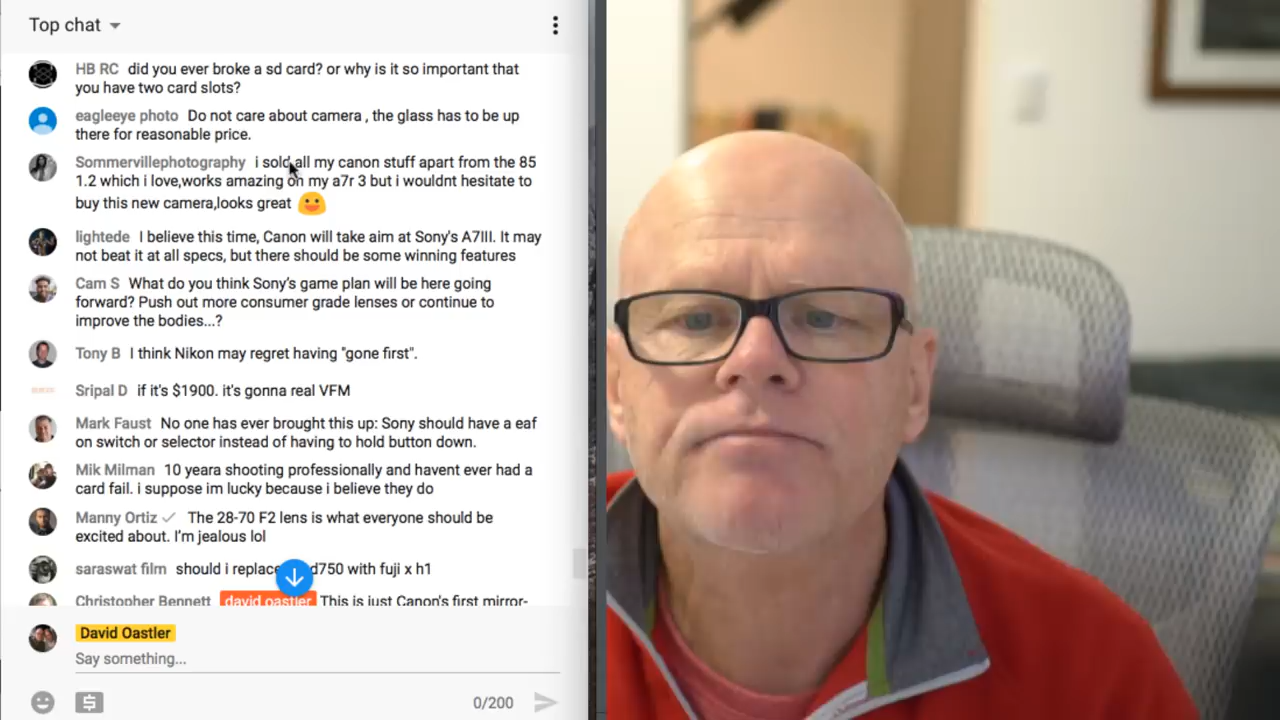 Top chat
HB RC did you ever broke a sd card? or why is it so important that
you have two card slots?
eagleeye photo Do not care about camera , the glass has to be up
there for reasonable price.
Sommervillephotography i sold all my canon stuff apart from the 85
1.2 which i love,works amazing on my a7r 3 but i wouldnt hesitate to
buy this new camera,looks great
lightede I believe this time, Canon will take aim at Sony's A7III. It may
not beat it at all specs, but there should be some winning features
Cam S What do you think Sony's game plan will be here going
forward? Push out more consumer grade lenses or continue to
improve the bodies...?
Tony B I think Nikon may regret having "gone first".
Sripal D if it's $1900. it's gonna real VFM
Mark Faust No one has ever brought this up: Sony should have a eaf
on switch or selector instead of having to hold button down.
Mik Milman 10 yeara shooting professionally and havent ever had a
card fail. i suppose im lucky because i believe they do
Manny Ortiz The 28-70 F2 lens is what everyone should be
excited about. I'm jealous lol
saraswat film should i replace d750 with fuji x h1
Christopher Bennett david oastler This is just Canon's first mirror-
David Oastler
Say something...
0/200